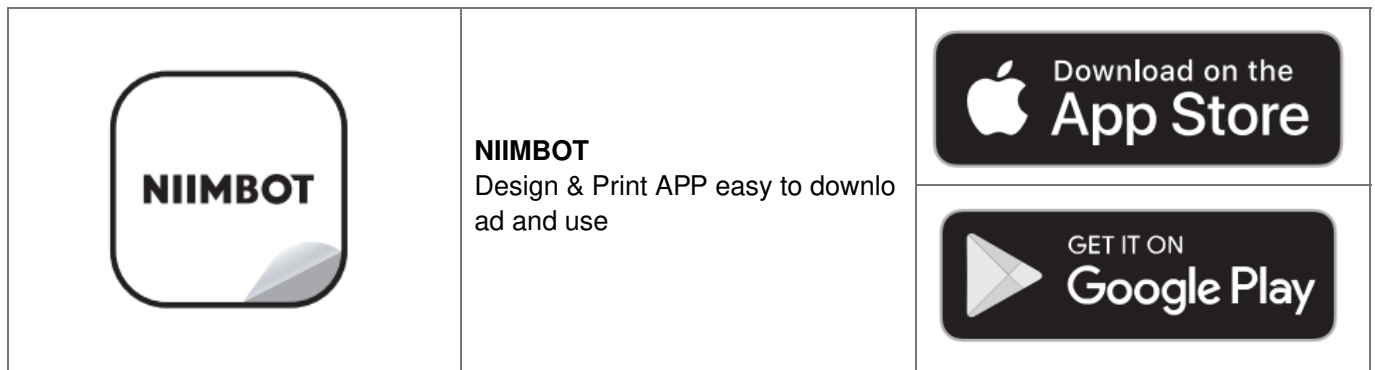 NIIMBOT
NIIMBOT
Design & Print APP easy to downlo
ad and use
Download on the
App Store
GET IT ON
Google Play